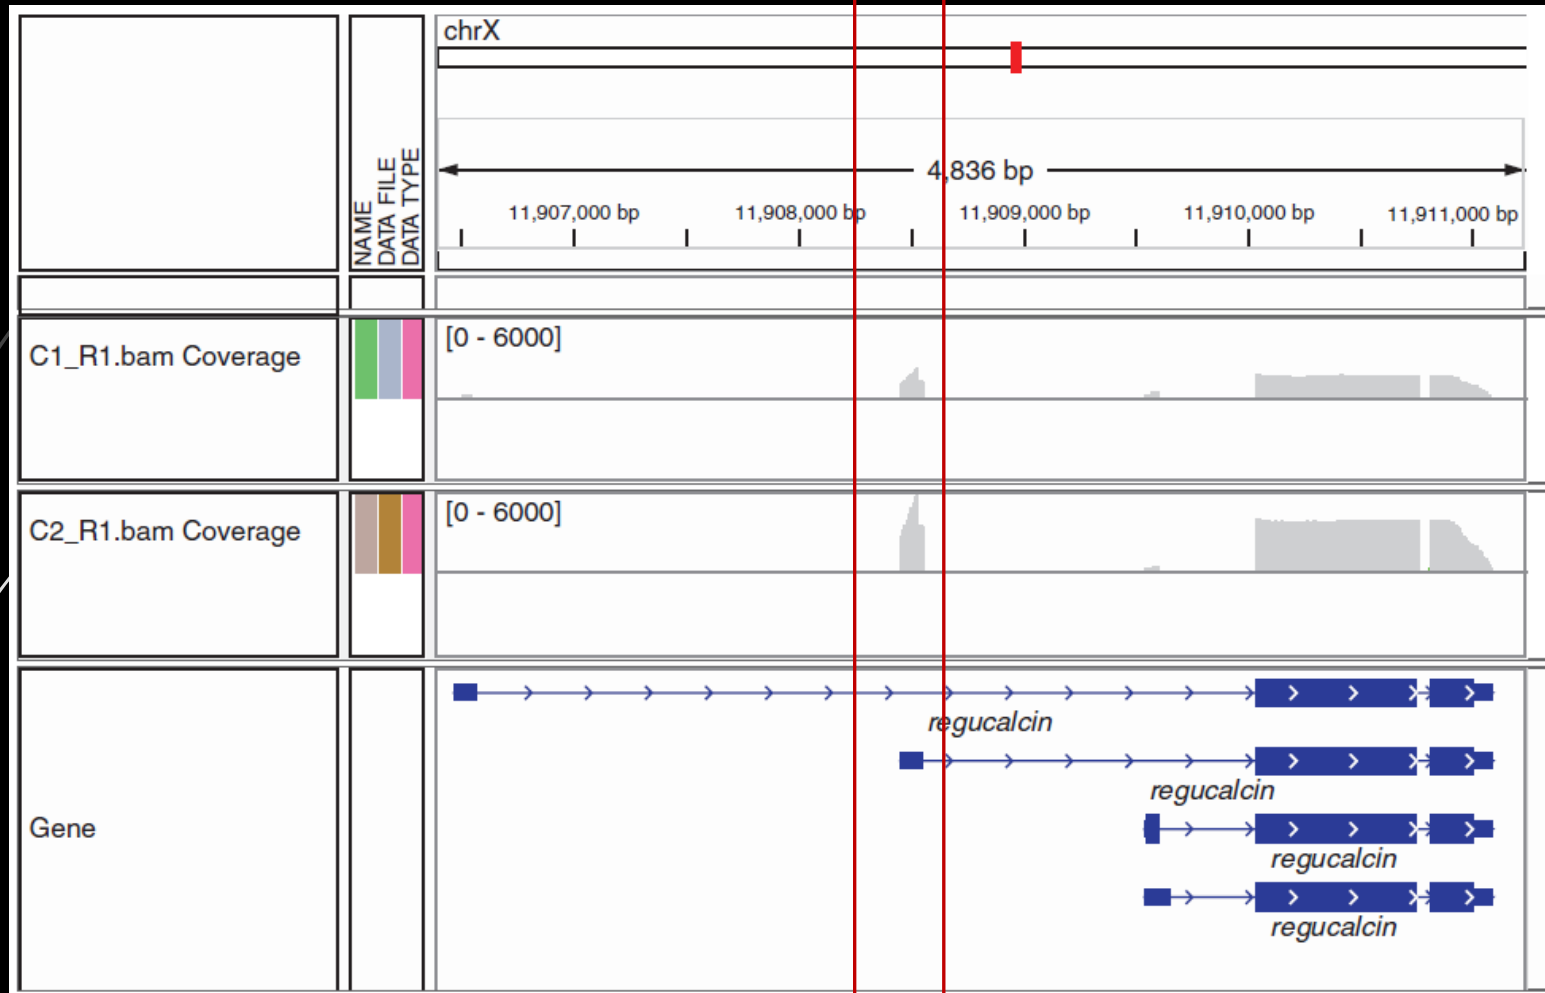 chrX
NAME
DATA FILE
DATA TYPE
4,836 bp
11,907,000 bp 11,908,000 bp 11,909,000 bp 11,910,000 bp 11,911,000 bp
C1_R1.bam Coverage
[0 - 6000]
C2_R1.bam Coverage
[0 - 6000]
Gene
regucalcin
regucalcin
regucalcin
regucalcin